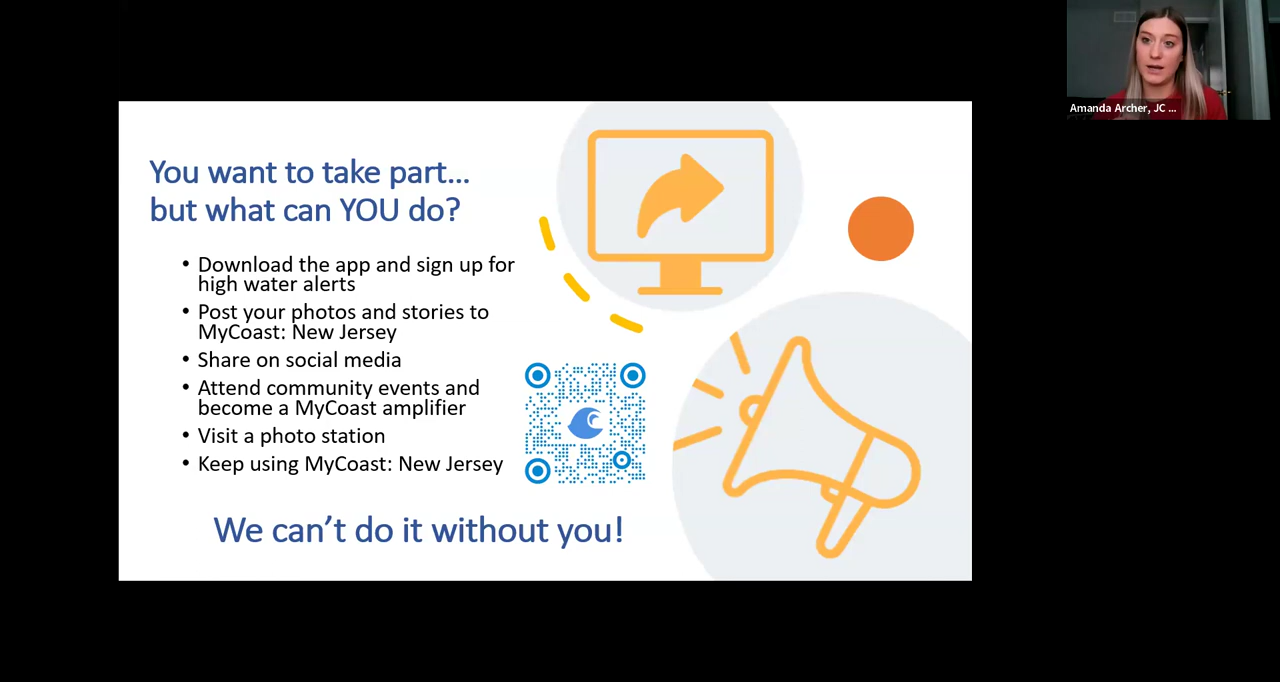 You want to take part...
but what can YOU do?
• Download the app and sign up for
high water alerts
• Post your photos and stories to
MyCoast: New Jersey
• Share on social media
• Attend community events and
become a MyCoast amplifier
• Visit a photo station
• Keep using MyCoast: New Jersey
We can't do it without you!
Amanda Archer, JC ...